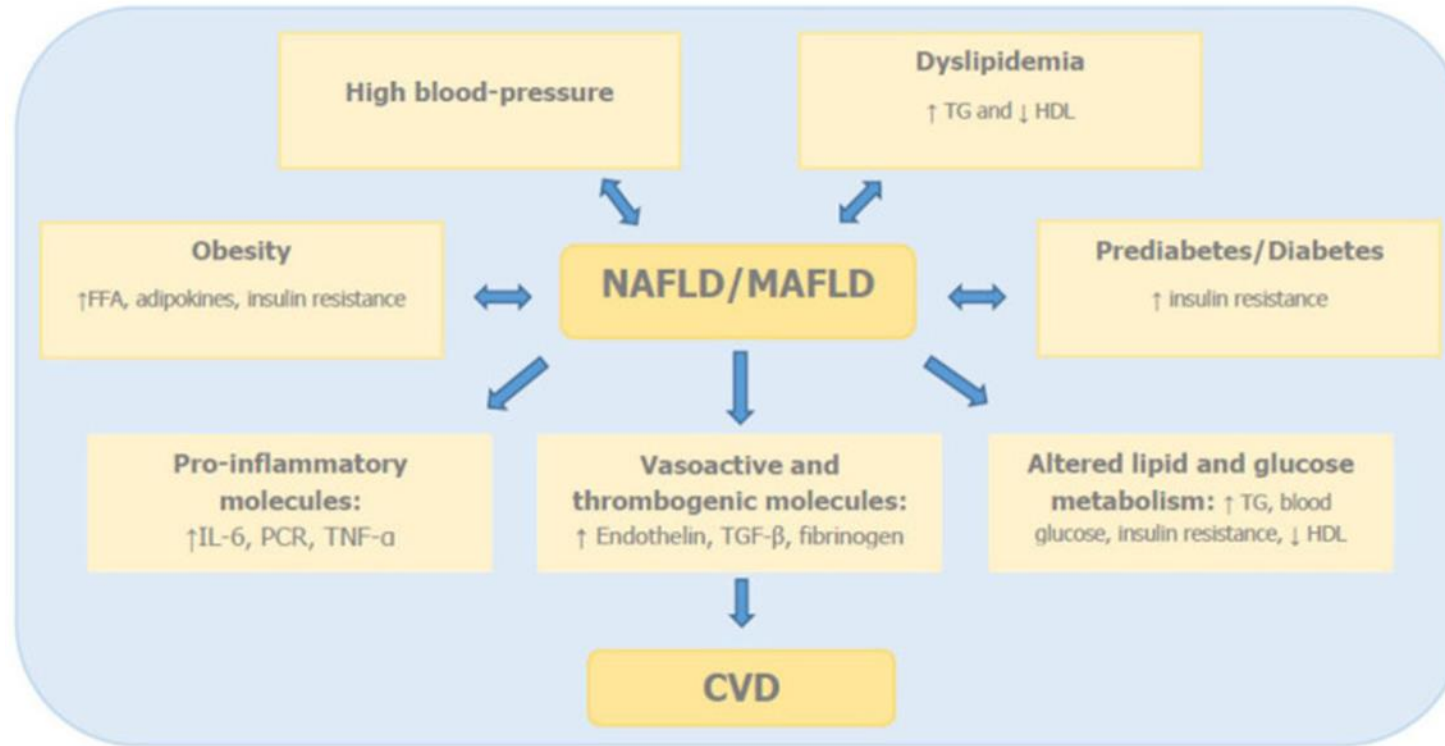 High blood-pressure
Dyslipidemia
↑ TG and ↓ HDL
Obesity
↑FFA, adipokines, insulin resistance
NAFLD/MAFLD
Prediabetes/Diabetes
↑ insulin resistance
Pro-inflammatory
molecules:
↑IL-6, PCR, TNF-α
Vasoactive and
thrombogenic molecules:
↑ Endothelin, TGF-β, fibrinogen
Altered lipid and glucose
metabolism: ↑ TG, blood
glucose, insulin resistance, ↓ HDL
CVD